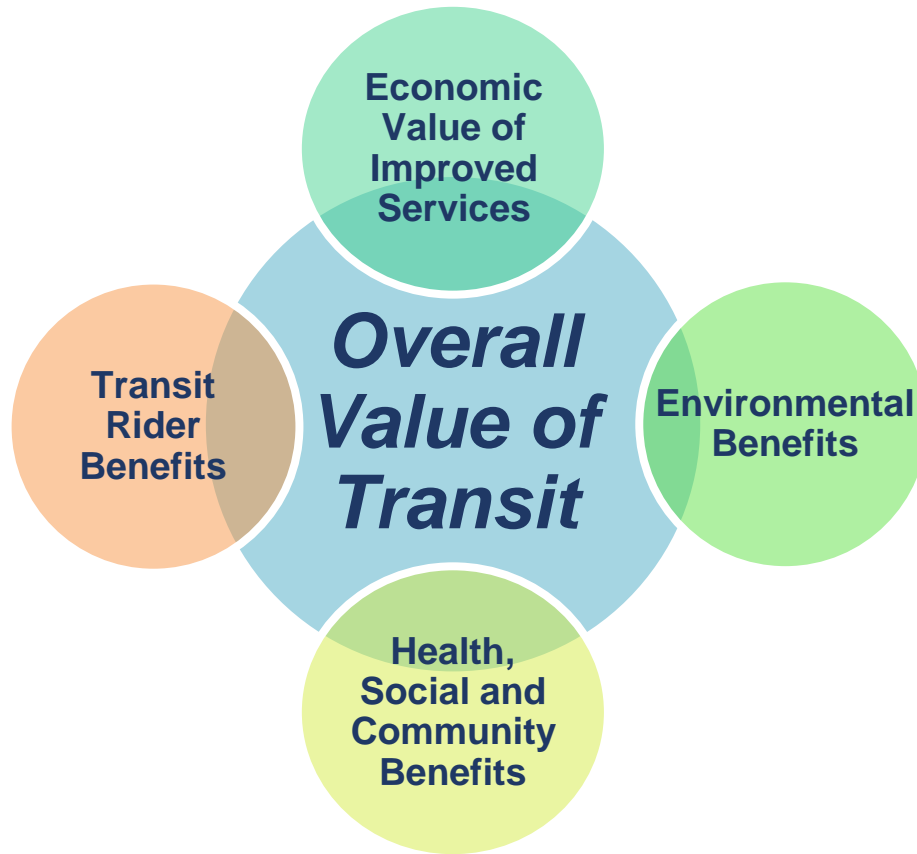 Economic
Value of
Improved
Services
Overall
Value of
Transit
Transit
Rider
Benefits
Environmental
Benefits
Health,
Social and
Community
Benefits